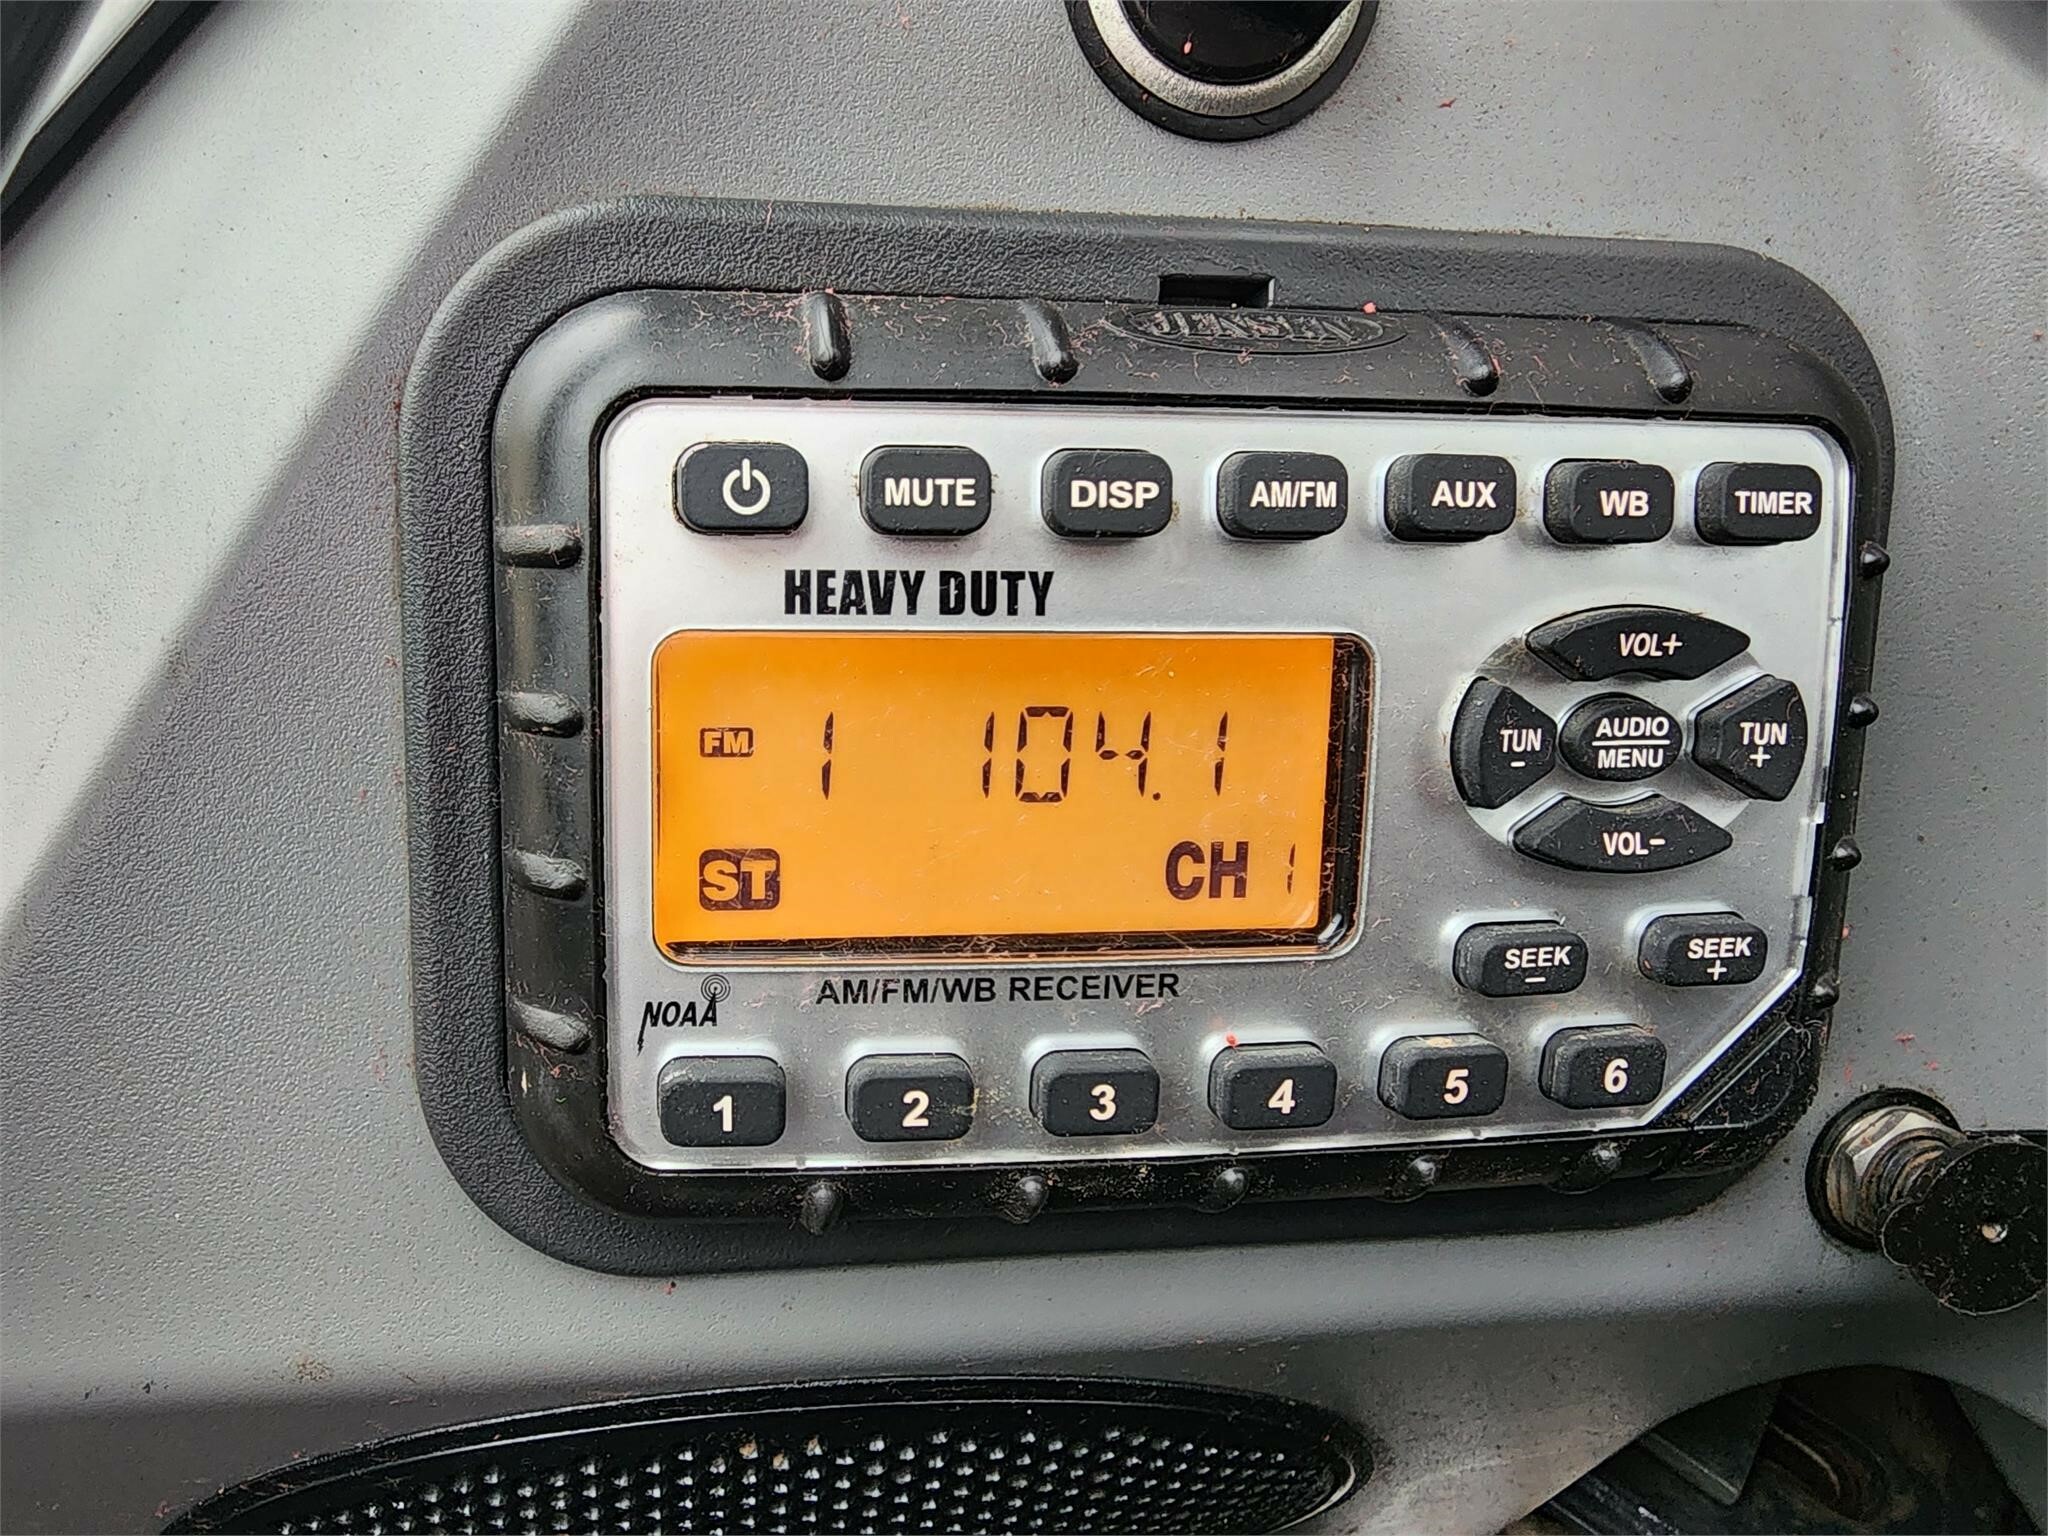 JENSEN
MUTE DISP AM/FM AUX WB TIMER
HEAVY DUTY
VOL+
FM 1 104.1
TUN - AUDIO MENU TUN +
VOL-
ST CH 1
SEEK - SEEK +
AM/FM/WB RECEIVER
NOAA
1 2 3 4 5 6